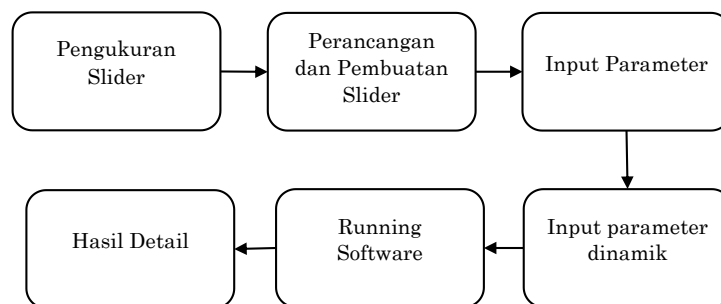 Pengukuran
Slider
Perancangan
dan Pembuatan
Slider
Input Parameter
Input parameter
dinamik
Running
Software
Hasil Detail